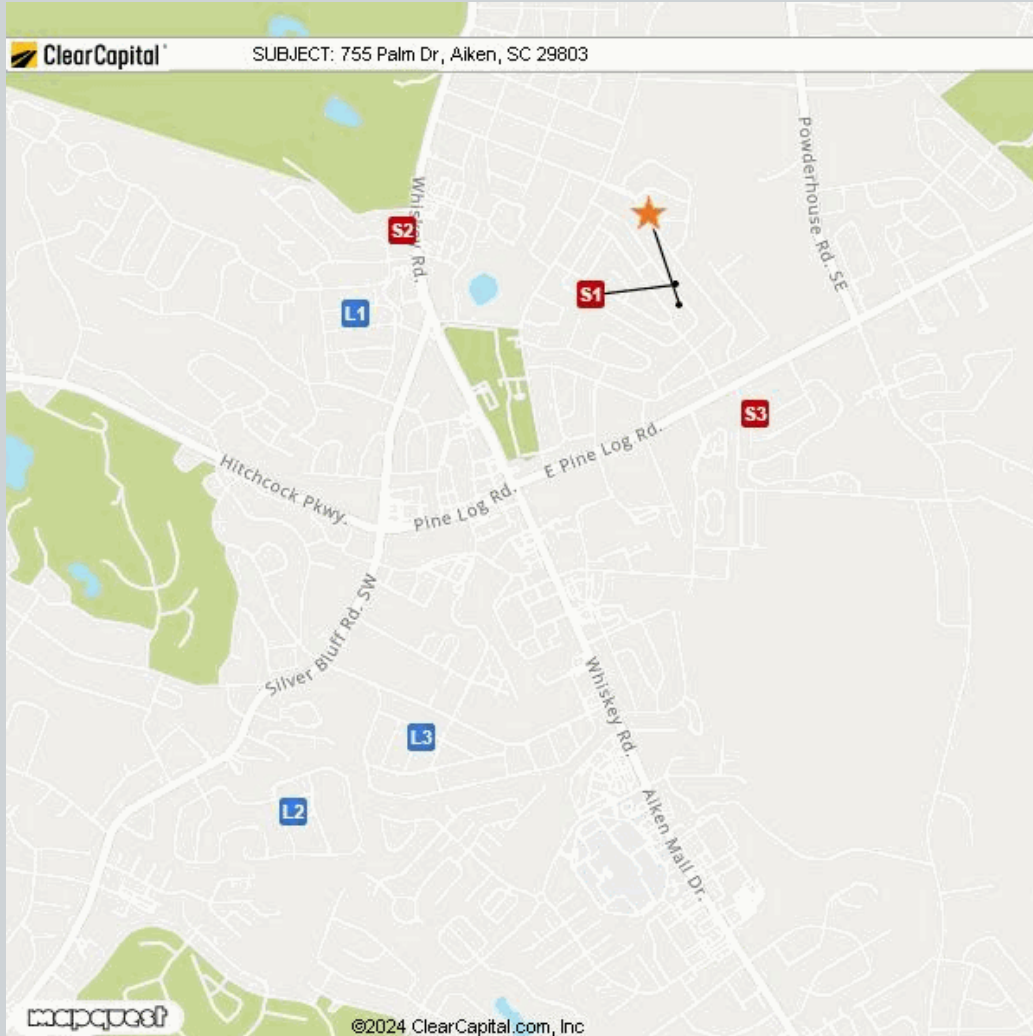 ClearCapital
SUBJECT: 755 Palm Dr, Aiken, SC 29803
Powderhouse Rd. SE
Whiskey Rd.
S2
S1
L1
S3
E Pine Log Rd.
Hitchcock Pkwy.
Pine Log Rd.
Silver Bluff Rd. SW
Whiskey Rd.
L3
L2
Aiken Mall Dr.
mapquest
©2024 ClearCapital.com, Inc